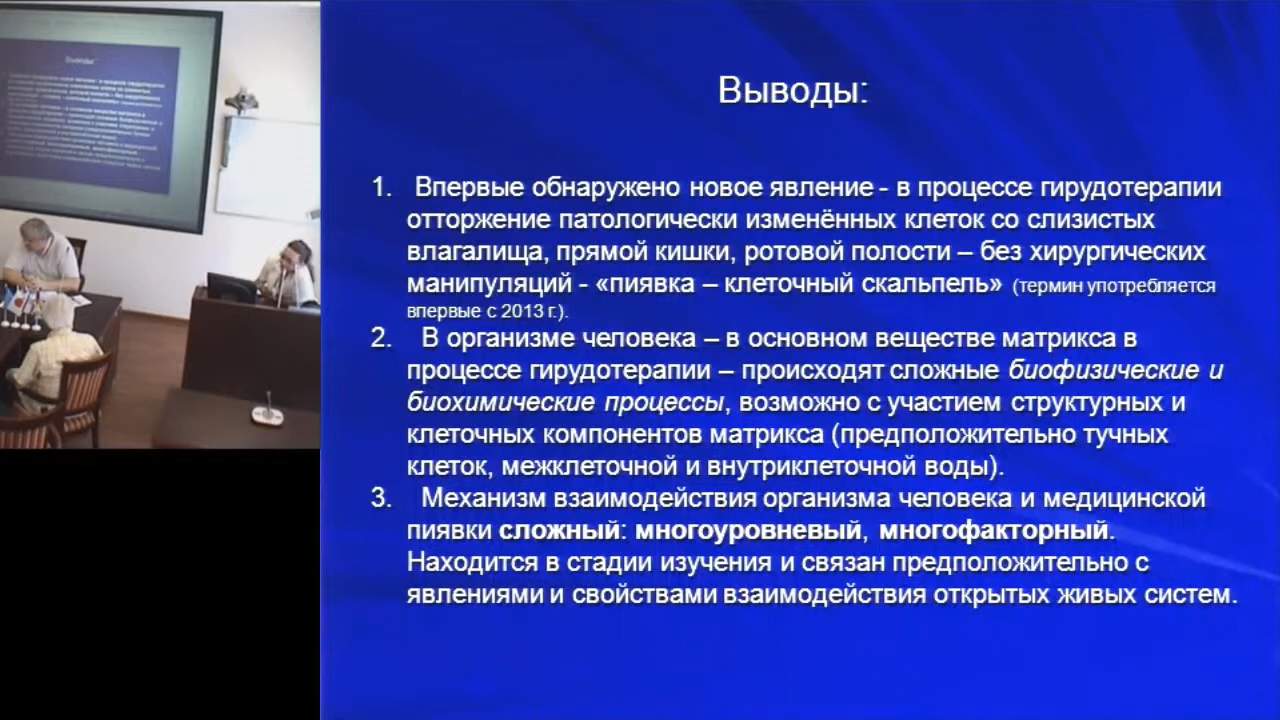 Выводы:
1. Впервые обнаружено новое явление - в процессе гирудотерапии
отторжение патологически изменённых клеток со слизистых
влагалища, прямой кишки, ротовой полости – без хирургических
манипуляций - «пиявка – клеточный скальпель» (термин употребляется
впервые с 2013 г.).
2. В организме человека – в основном веществе матрикса в
процессе гирудотерапии – происходят сложные биофизические и
биохимические процессы, возможно с участием структурных и
клеточных компонентов матрикса (предположительно тучных
клеток, межклеточной и внутриклеточной воды).
3. Механизм взаимодействия организма человека и медицинской
пиявки сложный: многоуровневый, многофакторный.
Находится в стадии изучения и связан предположительно с
явлениями и свойствами взаимодействия открытых живых систем.